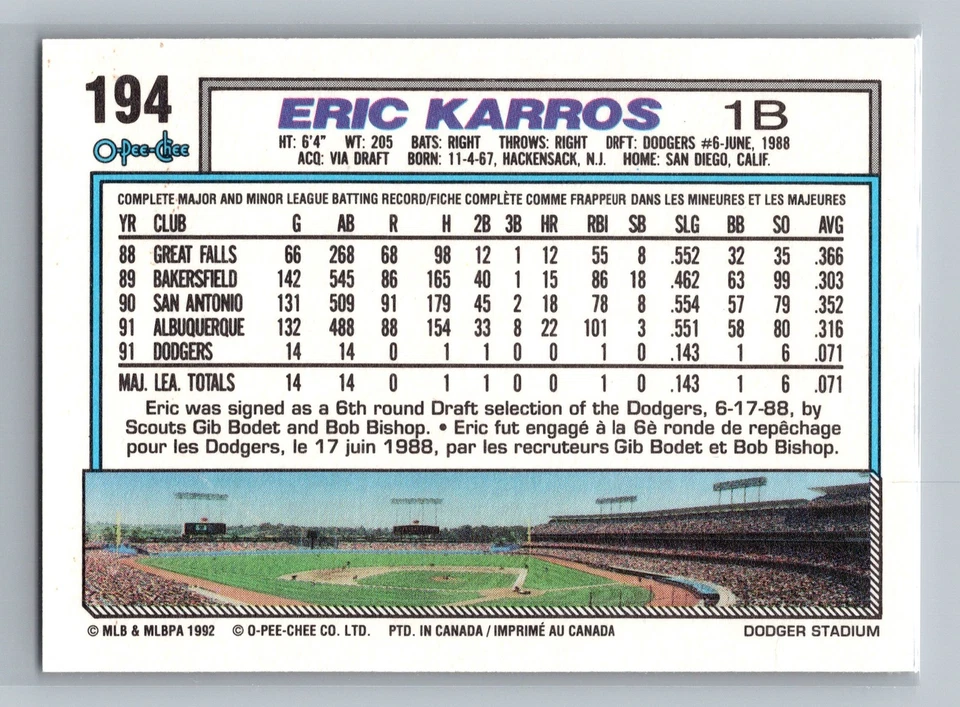 194
O-Pee-Chee
ERIC KARROS 1B
HT: 6'4" WT: 205 BATS: RIGHT THROWS: RIGHT DRFT: DODGERS #6-JUNE, 1988
ACQ: VIA DRAFT BORN: 11-4-67, HACKENSACK, N.J. HOME: SAN DIEGO, CALIF.
COMPLETE MAJOR AND MINOR LEAGUE BATTING RECORD/FICHE COMPLÈTE COMME FRAPPEUR DANS LES MINEURES ET LES MAJEURES
YR CLUB G AB R H 2B 3B HR RBI SB SLG BB SO AVG
88 GREAT FALLS 66 268 68 98 12 1 12 55 8 .552 32 35 .366
89 BAKERSFIELD 142 545 86 165 40 1 15 86 18 .462 63 99 .303
90 SAN ANTONIO 131 509 91 179 45 2 18 78 8 .554 57 79 .352
91 ALBUQUERQUE 132 488 88 154 33 8 22 101 3 .551 58 80 .316
91 DODGERS 14 14 0 1 1 0 0 1 0 .143 1 6 .071
MAJ. LEA. TOTALS 14 14 0 1 1 0 0 1 0 .143 1 6 .071
Eric was signed as a 6th round Draft selection of the Dodgers, 6-17-88, by
Scouts Gib Bodet and Bob Bishop. • Eric fut engagé à la 6è ronde de repêchage
pour les Dodgers, le 17 juin 1988, par les recruteurs Gib Bodet et Bob Bishop.
© MLB & MLBPA 1992 © O-PEE-CHEE CO. LTD. PTD. IN CANADA / IMPRIMÉ AU CANADA DODGER STADIUM